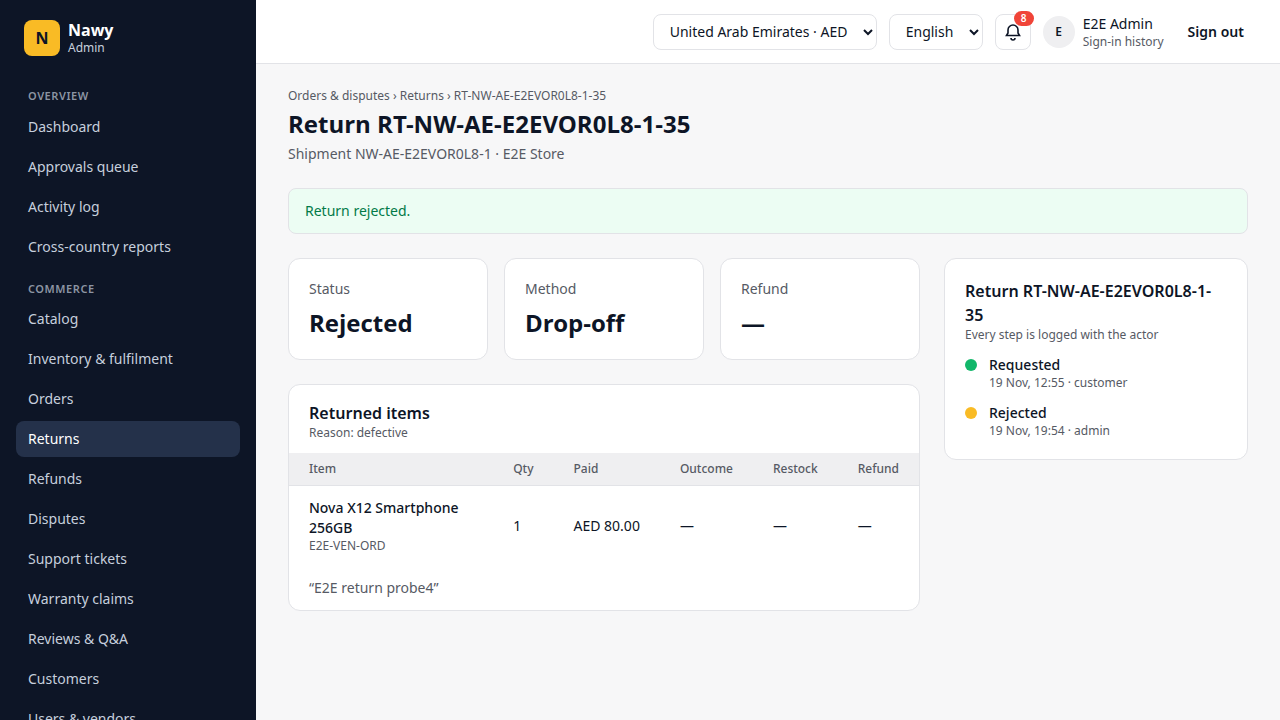 N
Nawy
Admin
OVERVIEW
Dashboard
Approvals queue
Activity log
Cross-country reports
COMMERCE
Catalog
Inventory & fulfilment
Orders
Returns
Refunds
Disputes
Support tickets
Warranty claims
Reviews & Q&A
Customers
Users & vendors
United Arab Emirates · AED
English
8
E
E2E Admin
Sign-in history
Sign out
Orders & disputes › Returns › RT-NW-AE-E2EVOR0L8-1-35
Return RT-NW-AE-E2EVOR0L8-1-35
Shipment NW-AE-E2EVOR0L8-1 · E2E Store
Return rejected.
Status
Rejected
Method
Drop-off
Refund
—
Returned items
Reason: defective
Item Qty Paid Outcome Restock Refund
Nova X12 Smartphone
256GB
E2E-VEN-ORD
1 AED 80.00 — — —
“E2E return probe4”
Return RT-NW-AE-E2EVOR0L8-1-
35
Every step is logged with the actor
Requested
19 Nov, 12:55 · customer
Rejected
19 Nov, 19:54 · admin